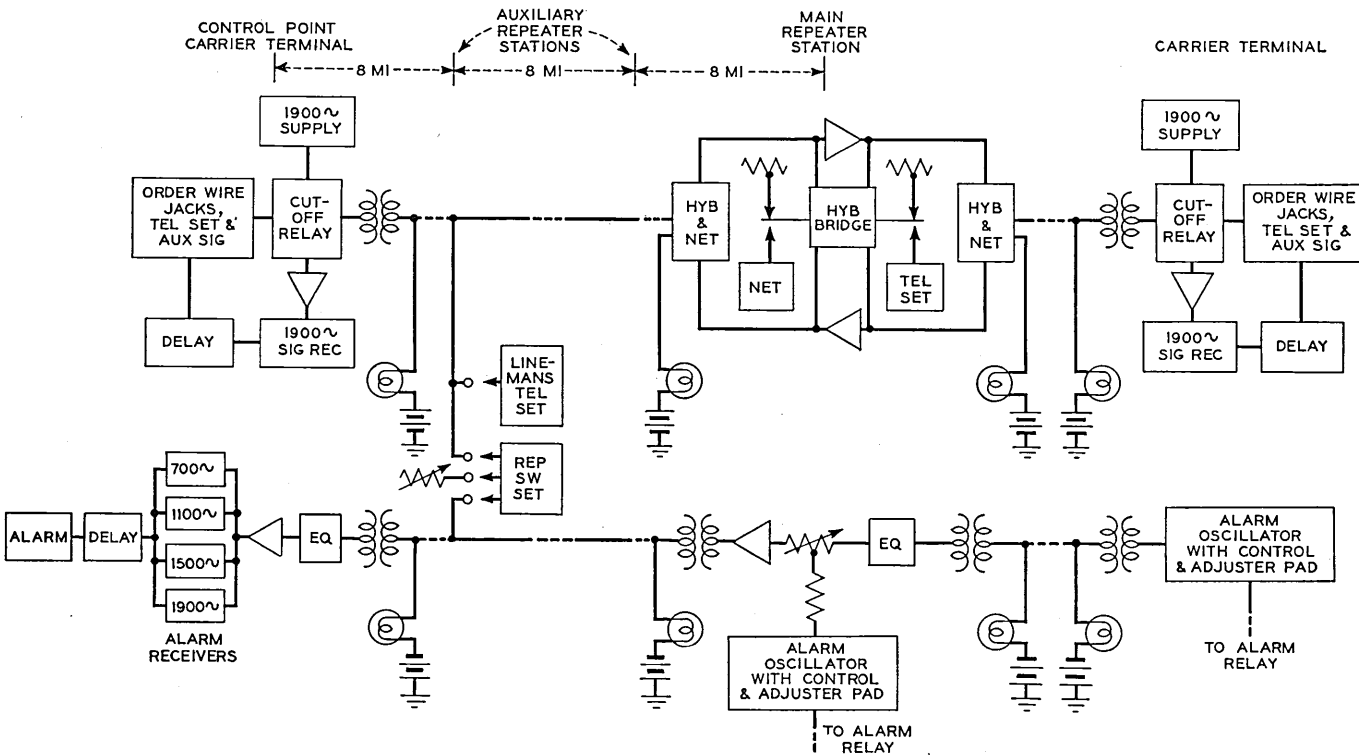 CONTROL POINT
CARRIER TERMINAL
AUXILIARY
REPEATER
STATIONS
MAIN
REPEATER
STATION
CARRIER TERMINAL
8 MI
8 MI
8 MI
1900~
SUPPLY
ORDER WIRE
JACKS,
TEL SET &
AUX SIG
CUT-
OFF
RELAY
DELAY
1900~
SIG REC
HYB
&
NET
HYB
BRIDGE
NET
TEL
SET
HYB
&
NET
1900~
SUPPLY
CUT-
OFF
RELAY
ORDER WIRE
JACKS,
TEL SET &
AUX SIG
1900~
SIG REC
DELAY
LINE-
MANS
TEL
SET
REP
SW
SET
ALARM
DELAY
700~
1100~
1500~
1900~
ALARM
RECEIVERS
EQ
EQ
ALARM
OSCILLATOR
WITH CONTROL
& ADJUSTER PAD
TO ALARM
RELAY
ALARM
OSCILLATOR
WITH CONTROL
& ADJUSTER PAD
TO ALARM
RELAY